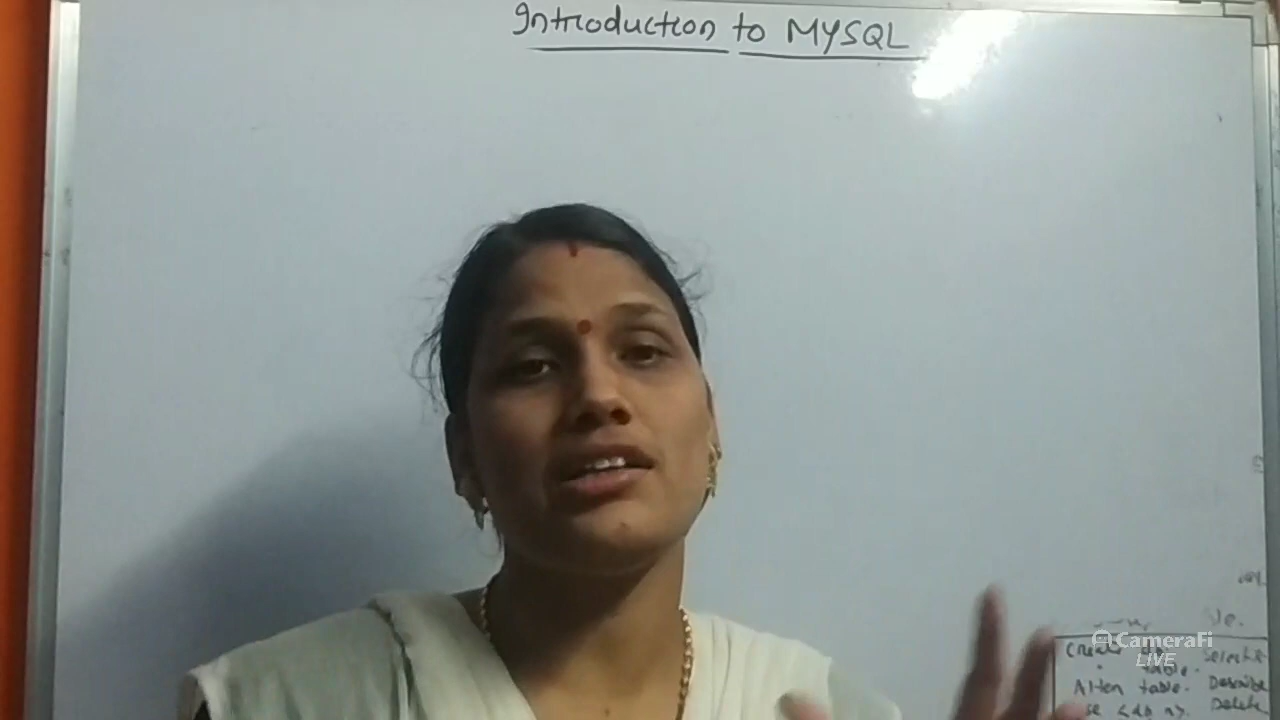 Introduction to MYSQL
CameraFi
LIVE
Create Select
table.
Alter table. Describe
Delete